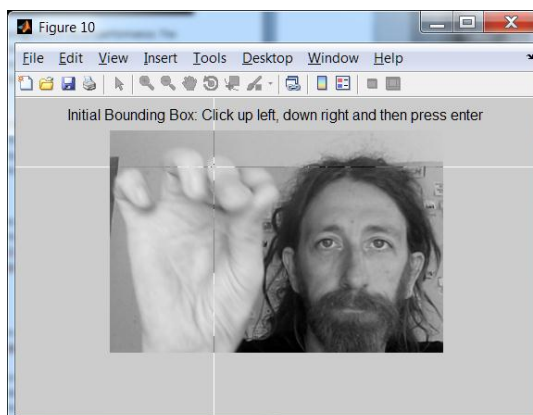 Figure 10
File Edit View Insert Tools Desktop Window Help
Initial Bounding Box: Click up left, down right and then press enter